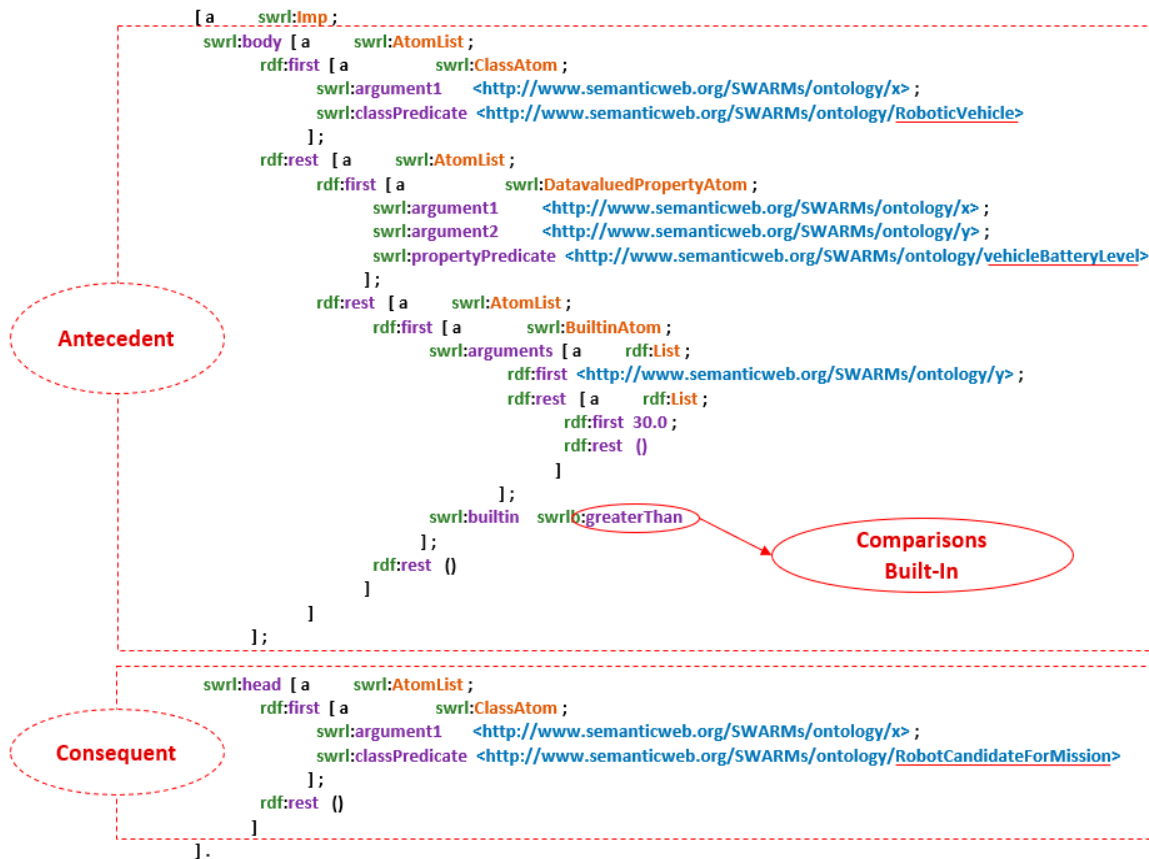 [ a swrl:Imp ;
swrl:body [ a swrl:AtomList ;
rdf:first [ a swrl:ClassAtom ;
swrl:argument1 <http://www.semanticweb.org/SWARMs/ontology/x> ;
swrl:classPredicate <http://www.semanticweb.org/SWARMs/ontology/RoboticVehicle>
] ;
rdf:rest [ a swrl:AtomList ;
rdf:first [ a swrl:DatavaluedPropertyAtom ;
swrl:argument1 <http://www.semanticweb.org/SWARMs/ontology/x> ;
swrl:argument2 <http://www.semanticweb.org/SWARMs/ontology/y> ;
swrl:propertyPredicate <http://www.semanticweb.org/SWARMs/ontology/vehicleBatteryLevel>
] ;
rdf:rest [ a swrl:AtomList ;
Antecedent
rdf:first [ a swrl:BuiltinAtom ;
swrl:arguments [ a rdf:List ;
rdf:first <http://www.semanticweb.org/SWARMs/ontology/y> ;
rdf:rest [ a rdf:List ;
rdf:first 30.0 ;
rdf:rest ()
]
] ;
swrl:builtin swrlb:greaterThan
Comparisons
Built-In
] ;
rdf:rest ()
]
]
] ;
swrl:head [ a swrl:AtomList ;
rdf:first [ a swrl:ClassAtom ;
swrl:argument1 <http://www.semanticweb.org/SWARMs/ontology/x> ;
Consequent
swrl:classPredicate <http://www.semanticweb.org/SWARMs/ontology/RobotCandidateForMission>
] ;
rdf:rest ()
]
] .